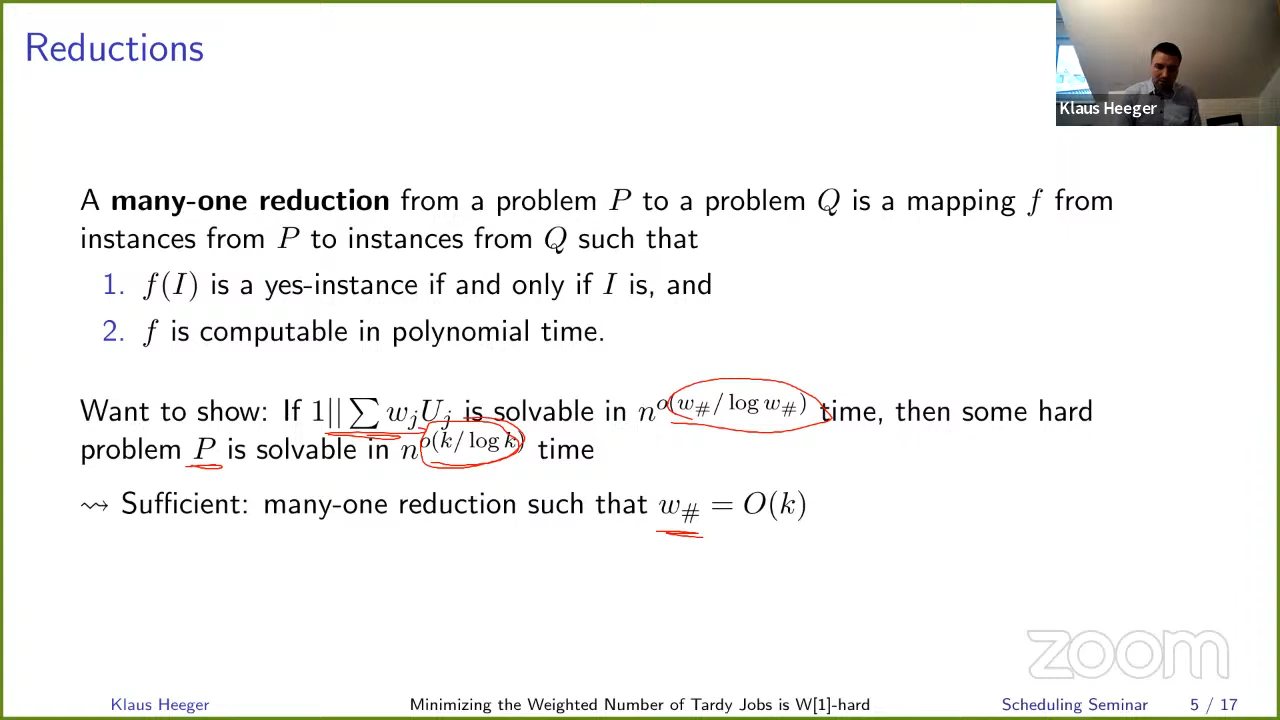 Reductions
Klaus Heeger
A many-one reduction from a problem P to a problem Q is a mapping f from
instances from P to instances from Q such that
1. f(I) is a yes-instance if and only if I is, and
2. f is computable in polynomial time.
Want to show: If 1|| ∑ w_jU_j is solvable in n^{o(w_#/ log w_#)} time, then some hard
problem P is solvable in n^{o(k/ log k)} time
⇝ Sufficient: many-one reduction such that w_# = O(k)
zoom
Klaus Heeger Minimizing the Weighted Number of Tardy Jobs is W[1]-hard Scheduling Seminar 5 / 17